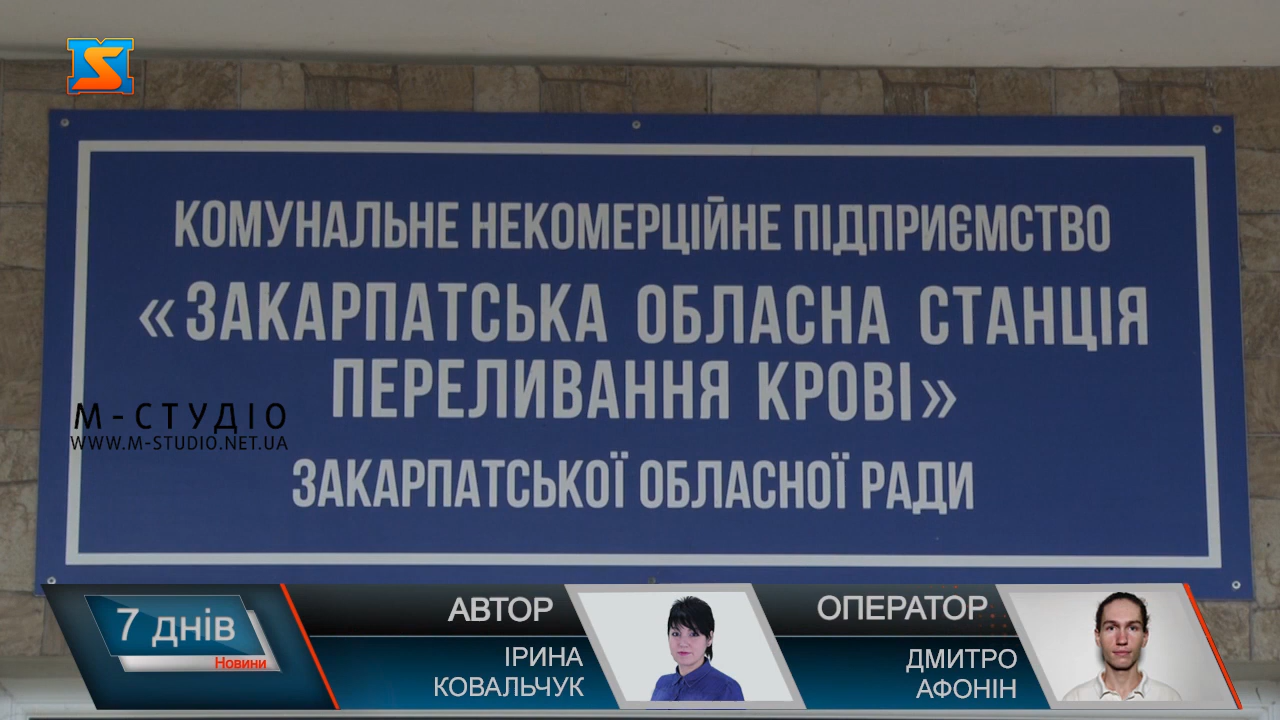 КОМУНАЛЬНЕ НЕКОМЕРЦІЙНЕ ПІДПРИЄМСТВО
«ЗАКАРПАТСЬКА ОБЛАСНА СТАНЦІЯ
ПЕРЕЛИВАННЯ КРОВІ»
М-СТУДІО
WWW.M-STUDIO.NET.UA
ЗАКАРПАТСЬКОЇ ОБЛАСНОЇ РАДИ
7 днів
Новини
АВТОР
ІРИНА
КОВАЛЬЧУК
ОПЕРАТОР
ДМИТРО
АФОНІН